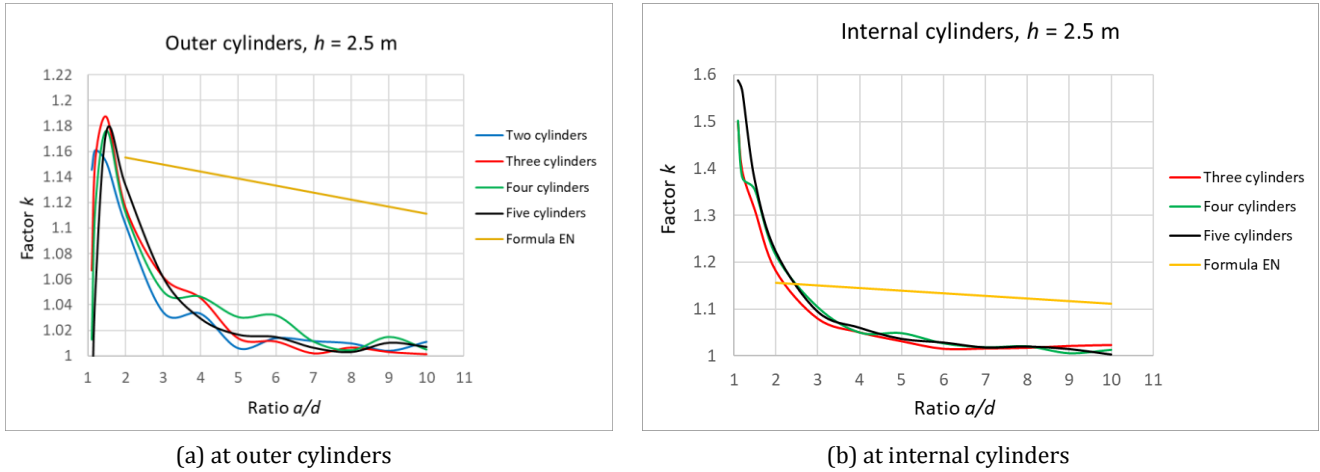 Outer cylinders, h = 2.5 m
Factor k
1.22
1.2
1.18
1.16
1.14
1.12
1.1
1.08
1.06
1.04
1.02
1
1 2 3 4 5 6 7 8 9 10 11
Ratio a/d
Two cylinders
Three cylinders
Four cylinders
Five cylinders
Formula EN
(a) at outer cylinders
Internal cylinders, h = 2.5 m
Factor k
1.6
1.5
1.4
1.3
1.2
1.1
1
1 2 3 4 5 6 7 8 9 10 11
Ratio a/d
Three cylinders
Four cylinders
Five cylinders
Formula EN
(b) at internal cylinders